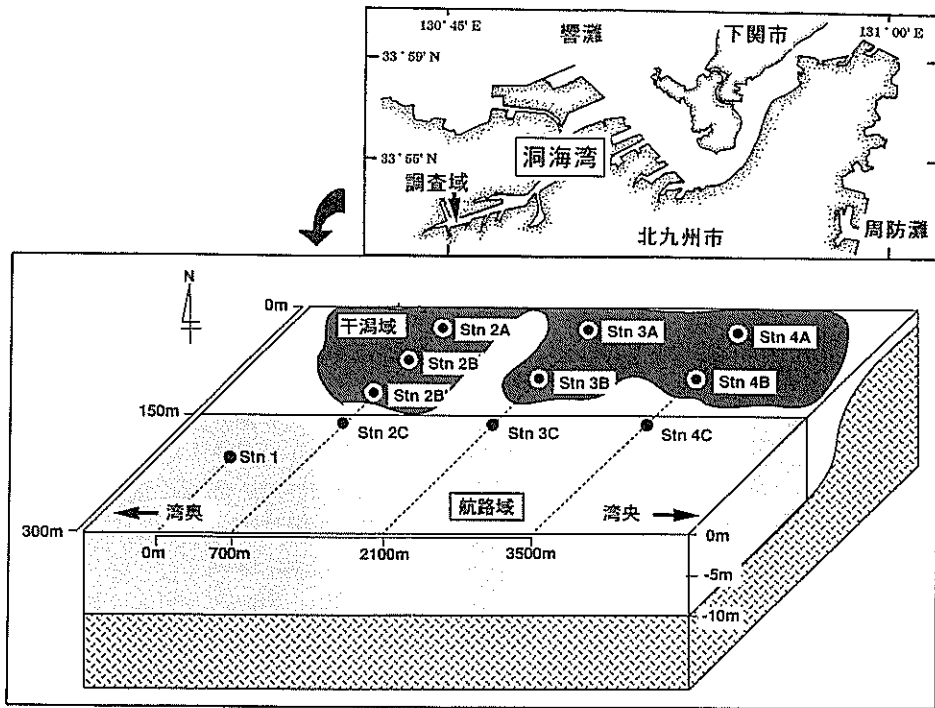 130° 45' E
響灘
下関市
131° 00' E
33° 59' N
33° 55' N
洞海湾
調査域
北九州市
周防灘
N
0m
干潟域
Stn 2A
Stn 3A
Stn 4A
Stn 2B
Stn 2B'
Stn 3B
Stn 4B
150m
Stn 2C
Stn 3C
Stn 4C
Stn 1
湾奥
航路域
湾央
300m
0m
0m
700m
2100m
3500m
-5m
-10m